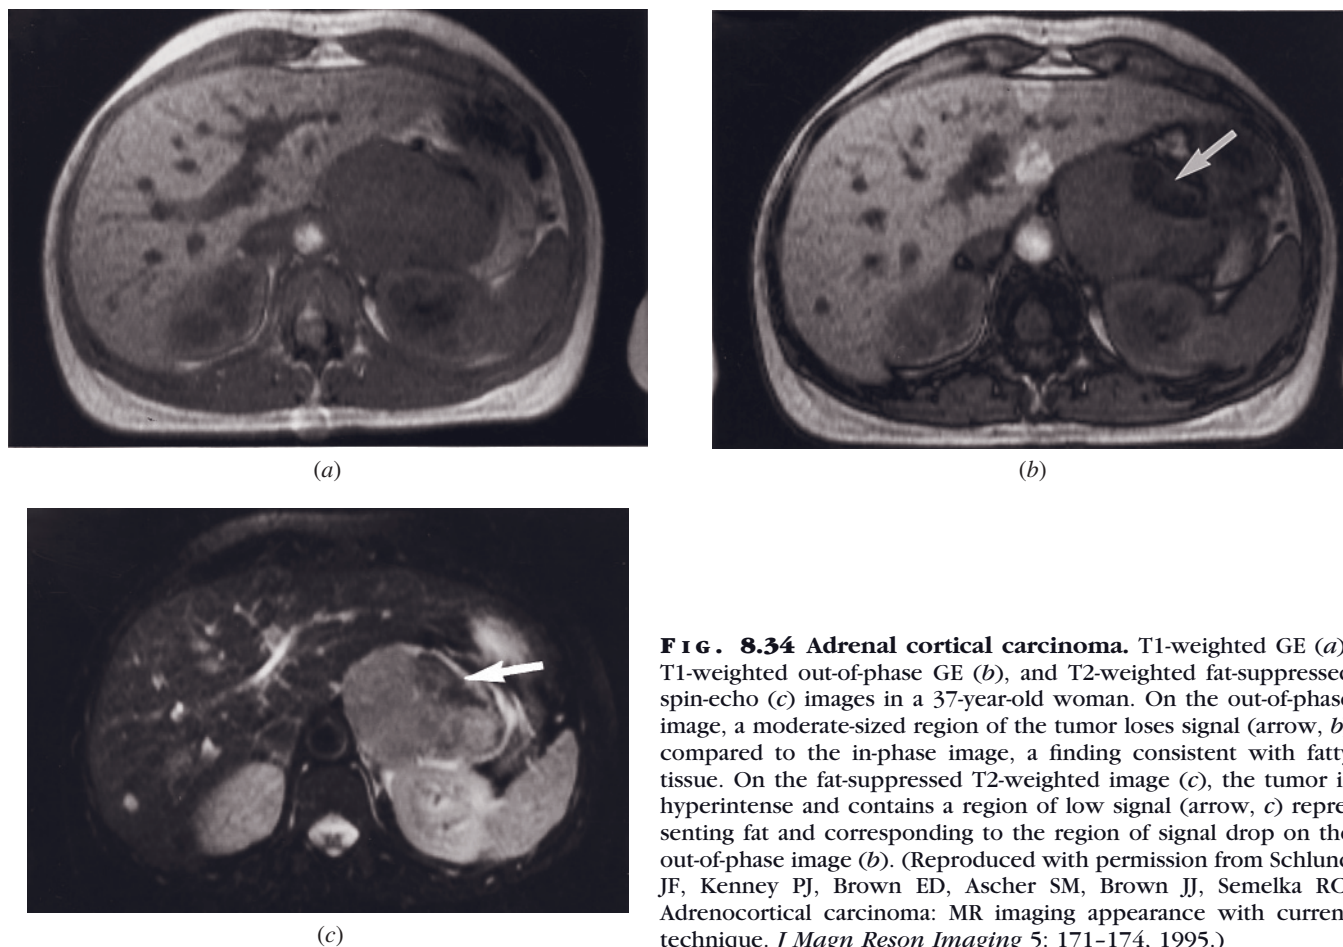 (a)
(b)
(c)
FIG. 8.34 Adrenal cortical carcinoma. T1-weighted GE (a)
T1-weighted out-of-phase GE (b), and T2-weighted fat-suppressed
spin-echo (c) images in a 37-year-old woman. On the out-of-phase
image, a moderate-sized region of the tumor loses signal (arrow, b
compared to the in-phase image, a finding consistent with fatty
tissue. On the fat-suppressed T2-weighted image (c), the tumor i
hyperintense and contains a region of low signal (arrow, c) repre
senting fat and corresponding to the region of signal drop on the
out-of-phase image (b). (Reproduced with permission from Schlund
JF, Kenney PJ, Brown ED, Ascher SM, Brown JJ, Semelka RC
Adrenocortical carcinoma: MR imaging appearance with curren
technique. J Magn Reson Imaging 5: 171–174, 1995.)